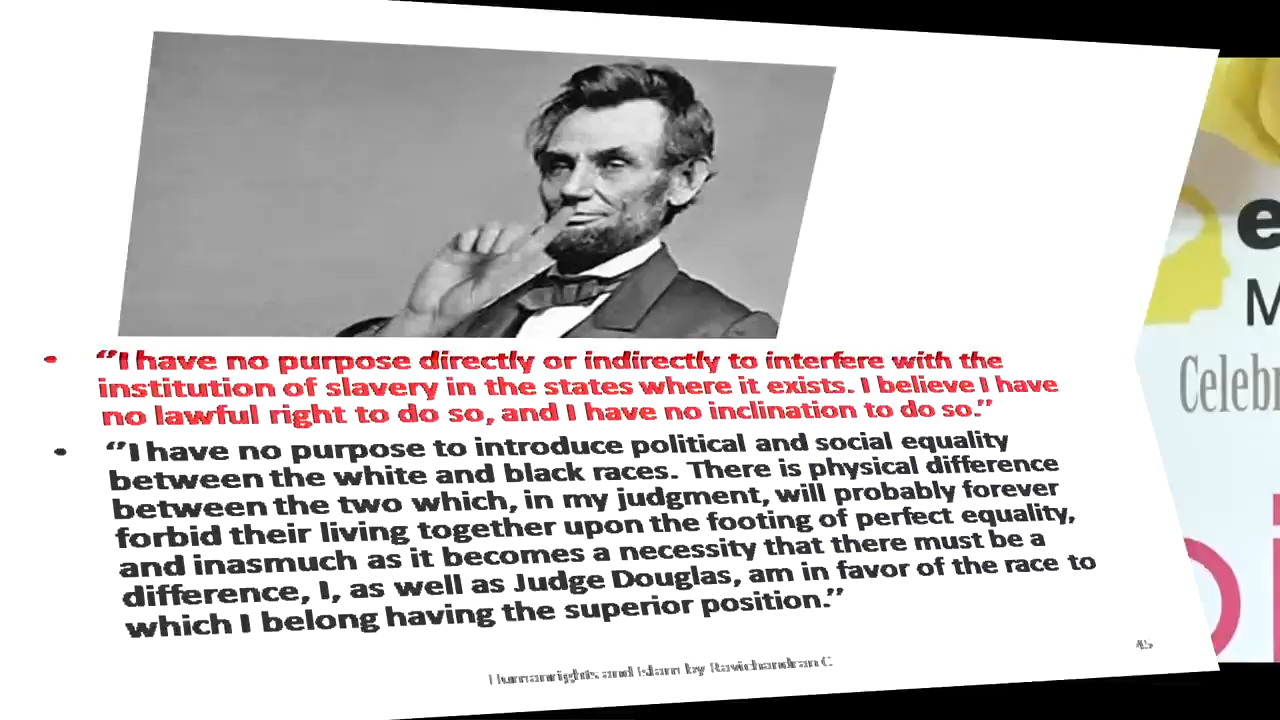 • “I have no purpose directly or indirectly to interfere with the
institution of slavery in the states where it exists. I believe I have
no lawful right to do so, and I have no inclination to do so.”
• “I have no purpose to introduce political and social equality
between the white and black races. There is physical difference
between the two which, in my judgment, will probably forever
forbid their living together upon the footing of perfect equality,
and inasmuch as it becomes a necessity that there must be a
difference, I, as well as Judge Douglas, am in favor of the race to
which I belong having the superior position.”
Humanrights and Islam by Ravichandran C
45
e
M
Celebr